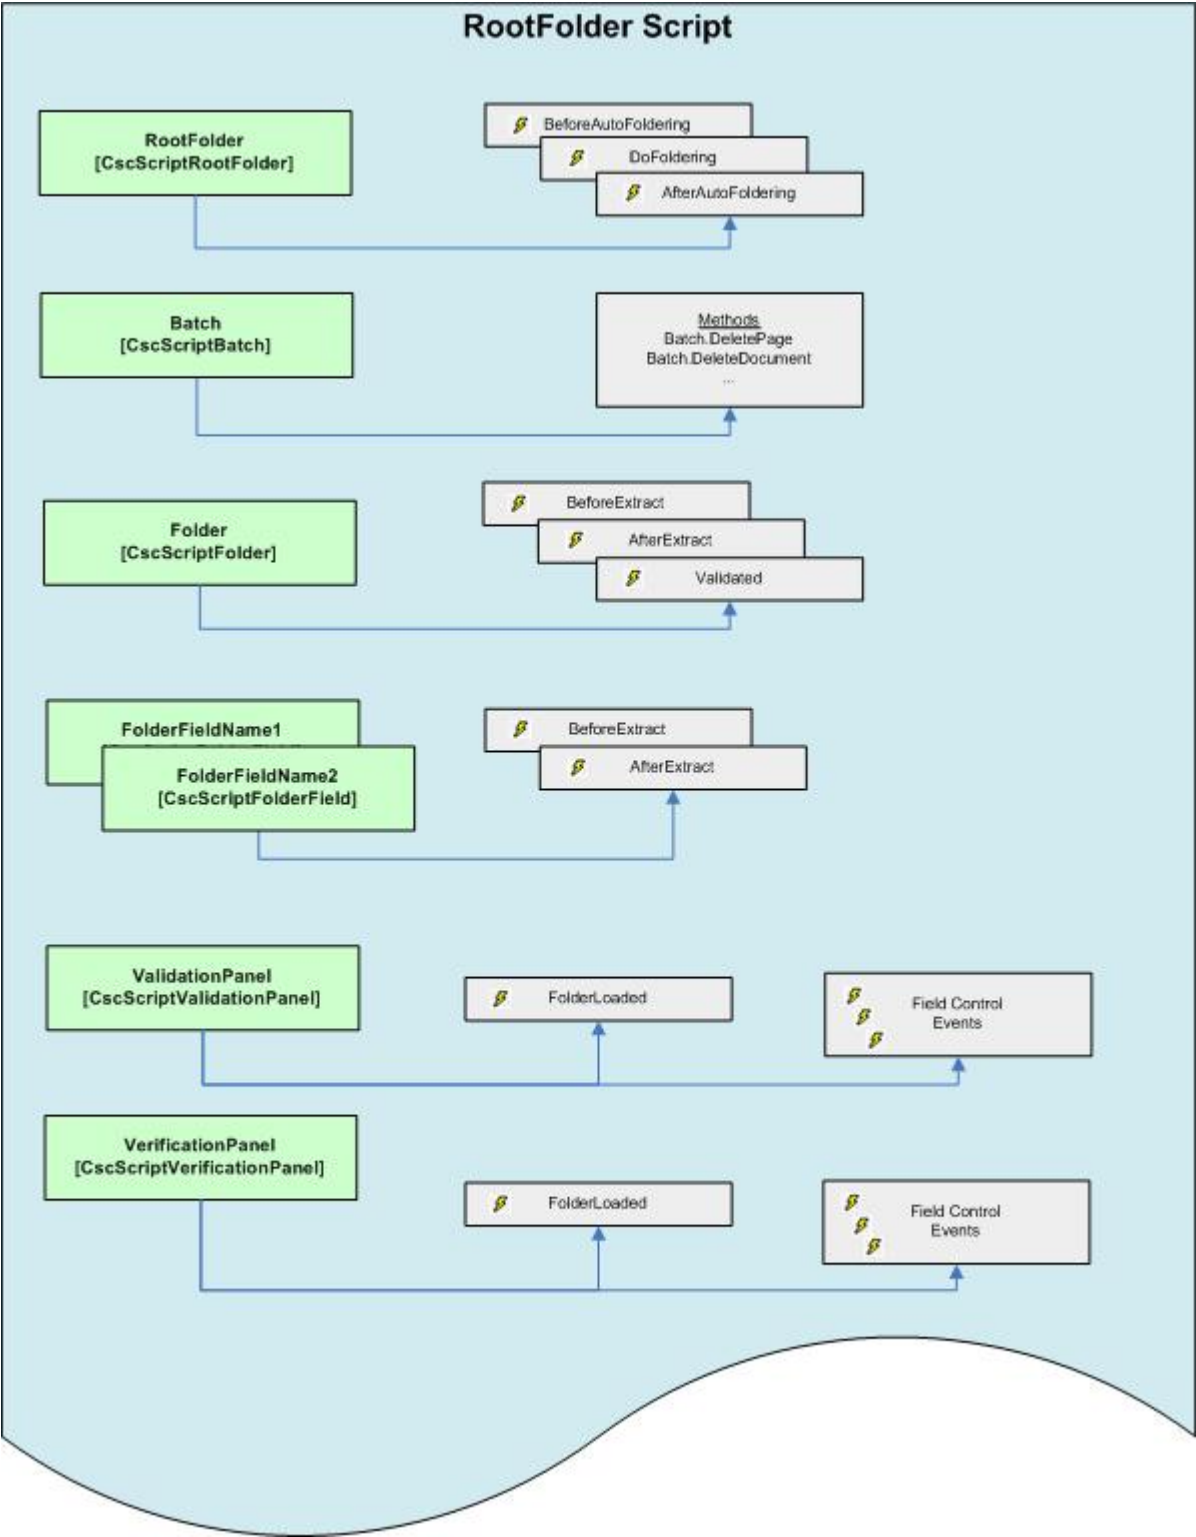 RootFolder Script
RootFolder
[CscScriptRootFolder]
BeforeAutoFoldering
DoFoldering
AfterAutoFoldering
Batch
[CscScriptBatch]
Methods
Batch.DeletePage
Batch.DeleteDocument
...
Folder
[CscScriptFolder]
BeforeExtract
AfterExtract
Validated
FolderFieldName1
FolderFieldName2
[CscScriptFolderField]
BeforeExtract
AfterExtract
ValidationPanel
[CscScriptValidationPanel]
FolderLoaded
Field Control
Events
VerificationPanel
[CscScriptVerificationPanel]
FolderLoaded
Field Control
Events